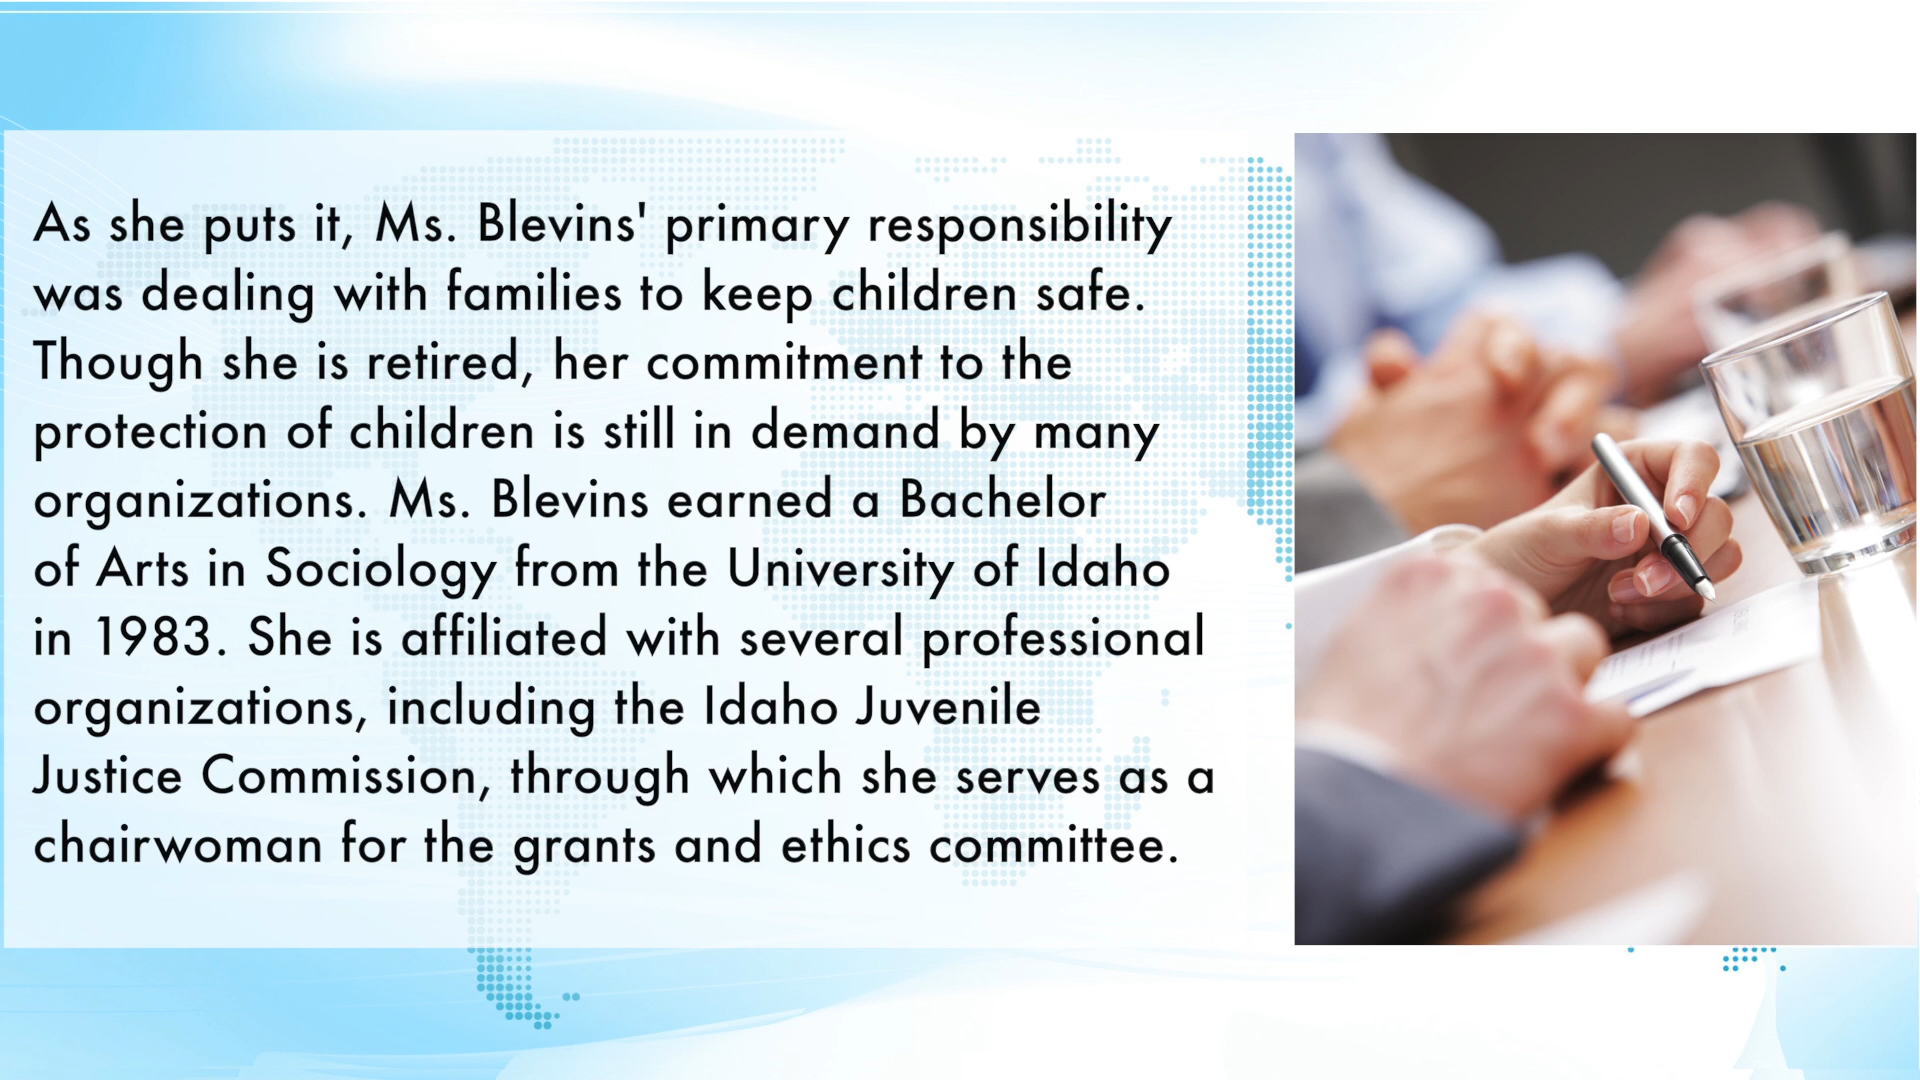 As she puts it, Ms. Blevins' primary responsibility
was dealing with families to keep children safe.
Though she is retired, her commitment to the
protection of children is still in demand by many
organizations. Ms. Blevins earned a Bachelor
of Arts in Sociology from the University of Idaho
in 1983. She is affiliated with several professional
organizations, including the Idaho Juvenile
Justice Commission, through which she serves as a
chairwoman for the grants and ethics committee.